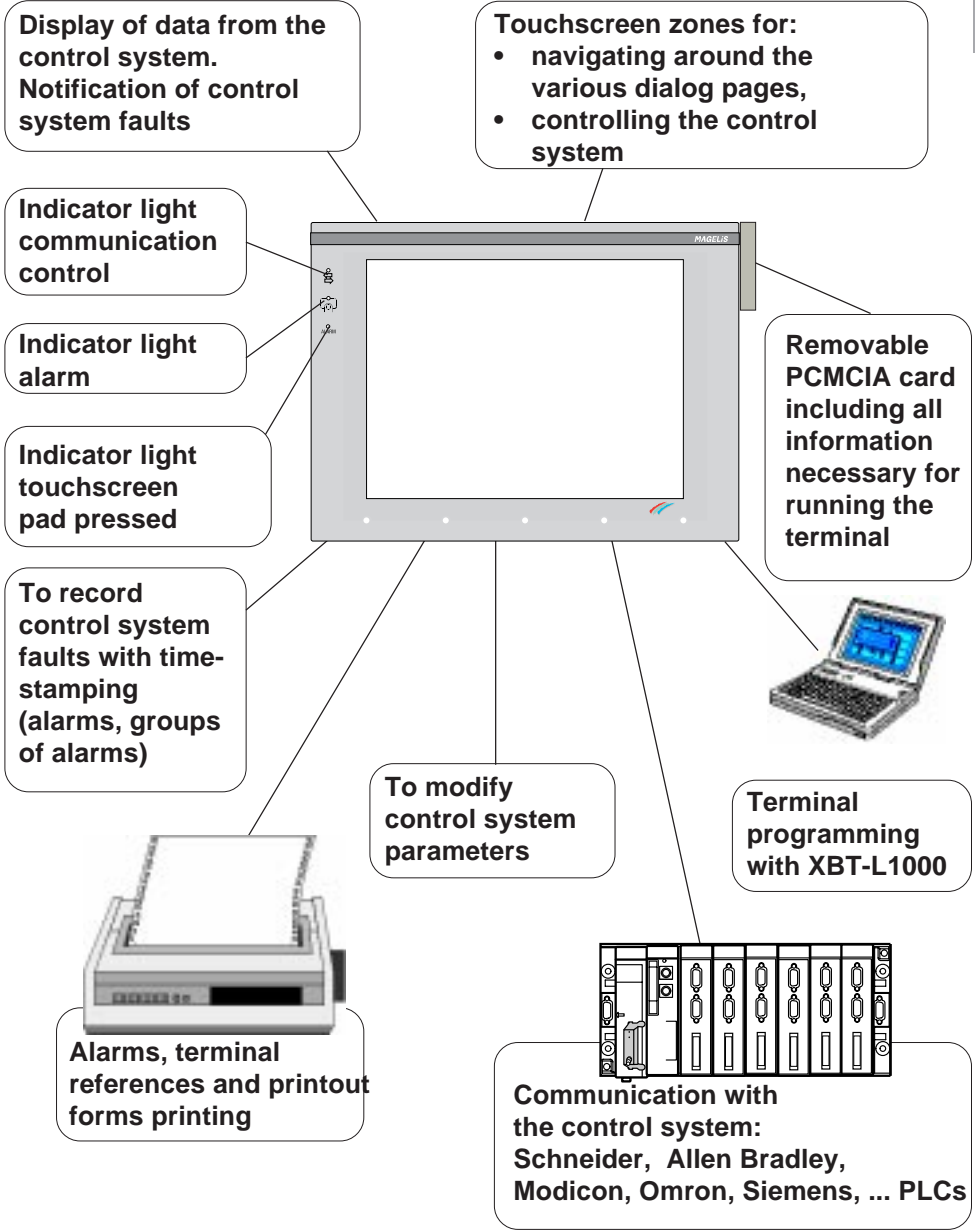 Display of data from the
control system.
Notification of control
system faults
Touchscreen zones for:
• navigating around the
various dialog pages,
• controlling the control
system
Indicator light
communication
control
MAGELIS
Indicator light
alarm
ALARM
Removable
PCMCIA card
including all
information
necessary for
running the
terminal
Indicator light
touchscreen
pad pressed
To record
control system
faults with time-
stamping
(alarms, groups
of alarms)
To modify
control system
parameters
Terminal
programming
with XBT-L1000
Alarms, terminal
references and printout
forms printing
Communication with
the control system:
Schneider, Allen Bradley,
Modicon, Omron, Siemens, ... PLCs